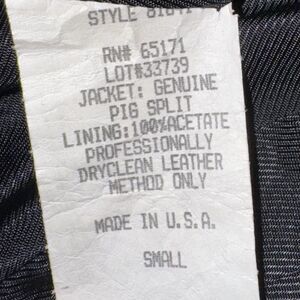 STYLE
RN# 65171
LOT#33739
JACKET: GENUINE
PIG SPLIT
LINING:100%ACETATE
PROFESSIONALLY
DRYCLEAN LEATHER
METHOD ONLY
MADE IN U.S.A.
SMALL